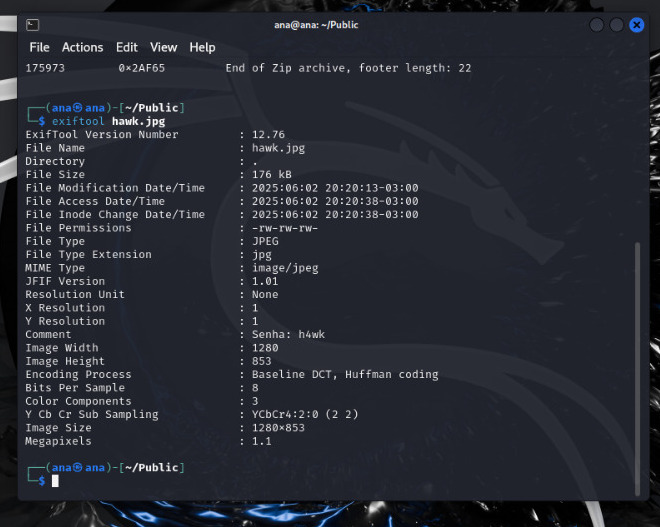 ana@ana: ~/Public
File Actions Edit View Help
175973 0×2AF65 End of Zip archive, footer length: 22
┌──(ana㉿ana)-[~/Public]
└─$ exiftool hawk.jpg
ExifTool Version Number : 12.76
File Name : hawk.jpg
Directory : .
File Size : 176 kB
File Modification Date/Time : 2025:06:02 20:20:13-03:00
File Access Date/Time : 2025:06:02 20:20:38-03:00
File Inode Change Date/Time : 2025:06:02 20:20:38-03:00
File Permissions : -rw-rw-rw-
File Type : JPEG
File Type Extension : jpg
MIME Type : image/jpeg
JFIF Version : 1.01
Resolution Unit : None
X Resolution : 1
Y Resolution : 1
Comment : Senha: h4wk
Image Width : 1280
Image Height : 853
Encoding Process : Baseline DCT, Huffman coding
Bits Per Sample : 8
Color Components : 3
Y Cb Cr Sub Sampling : YCbCr4:2:0 (2 2)
Image Size : 1280×853
Megapixels : 1.1
┌──(ana㉿ana)-[~/Public]
└─$